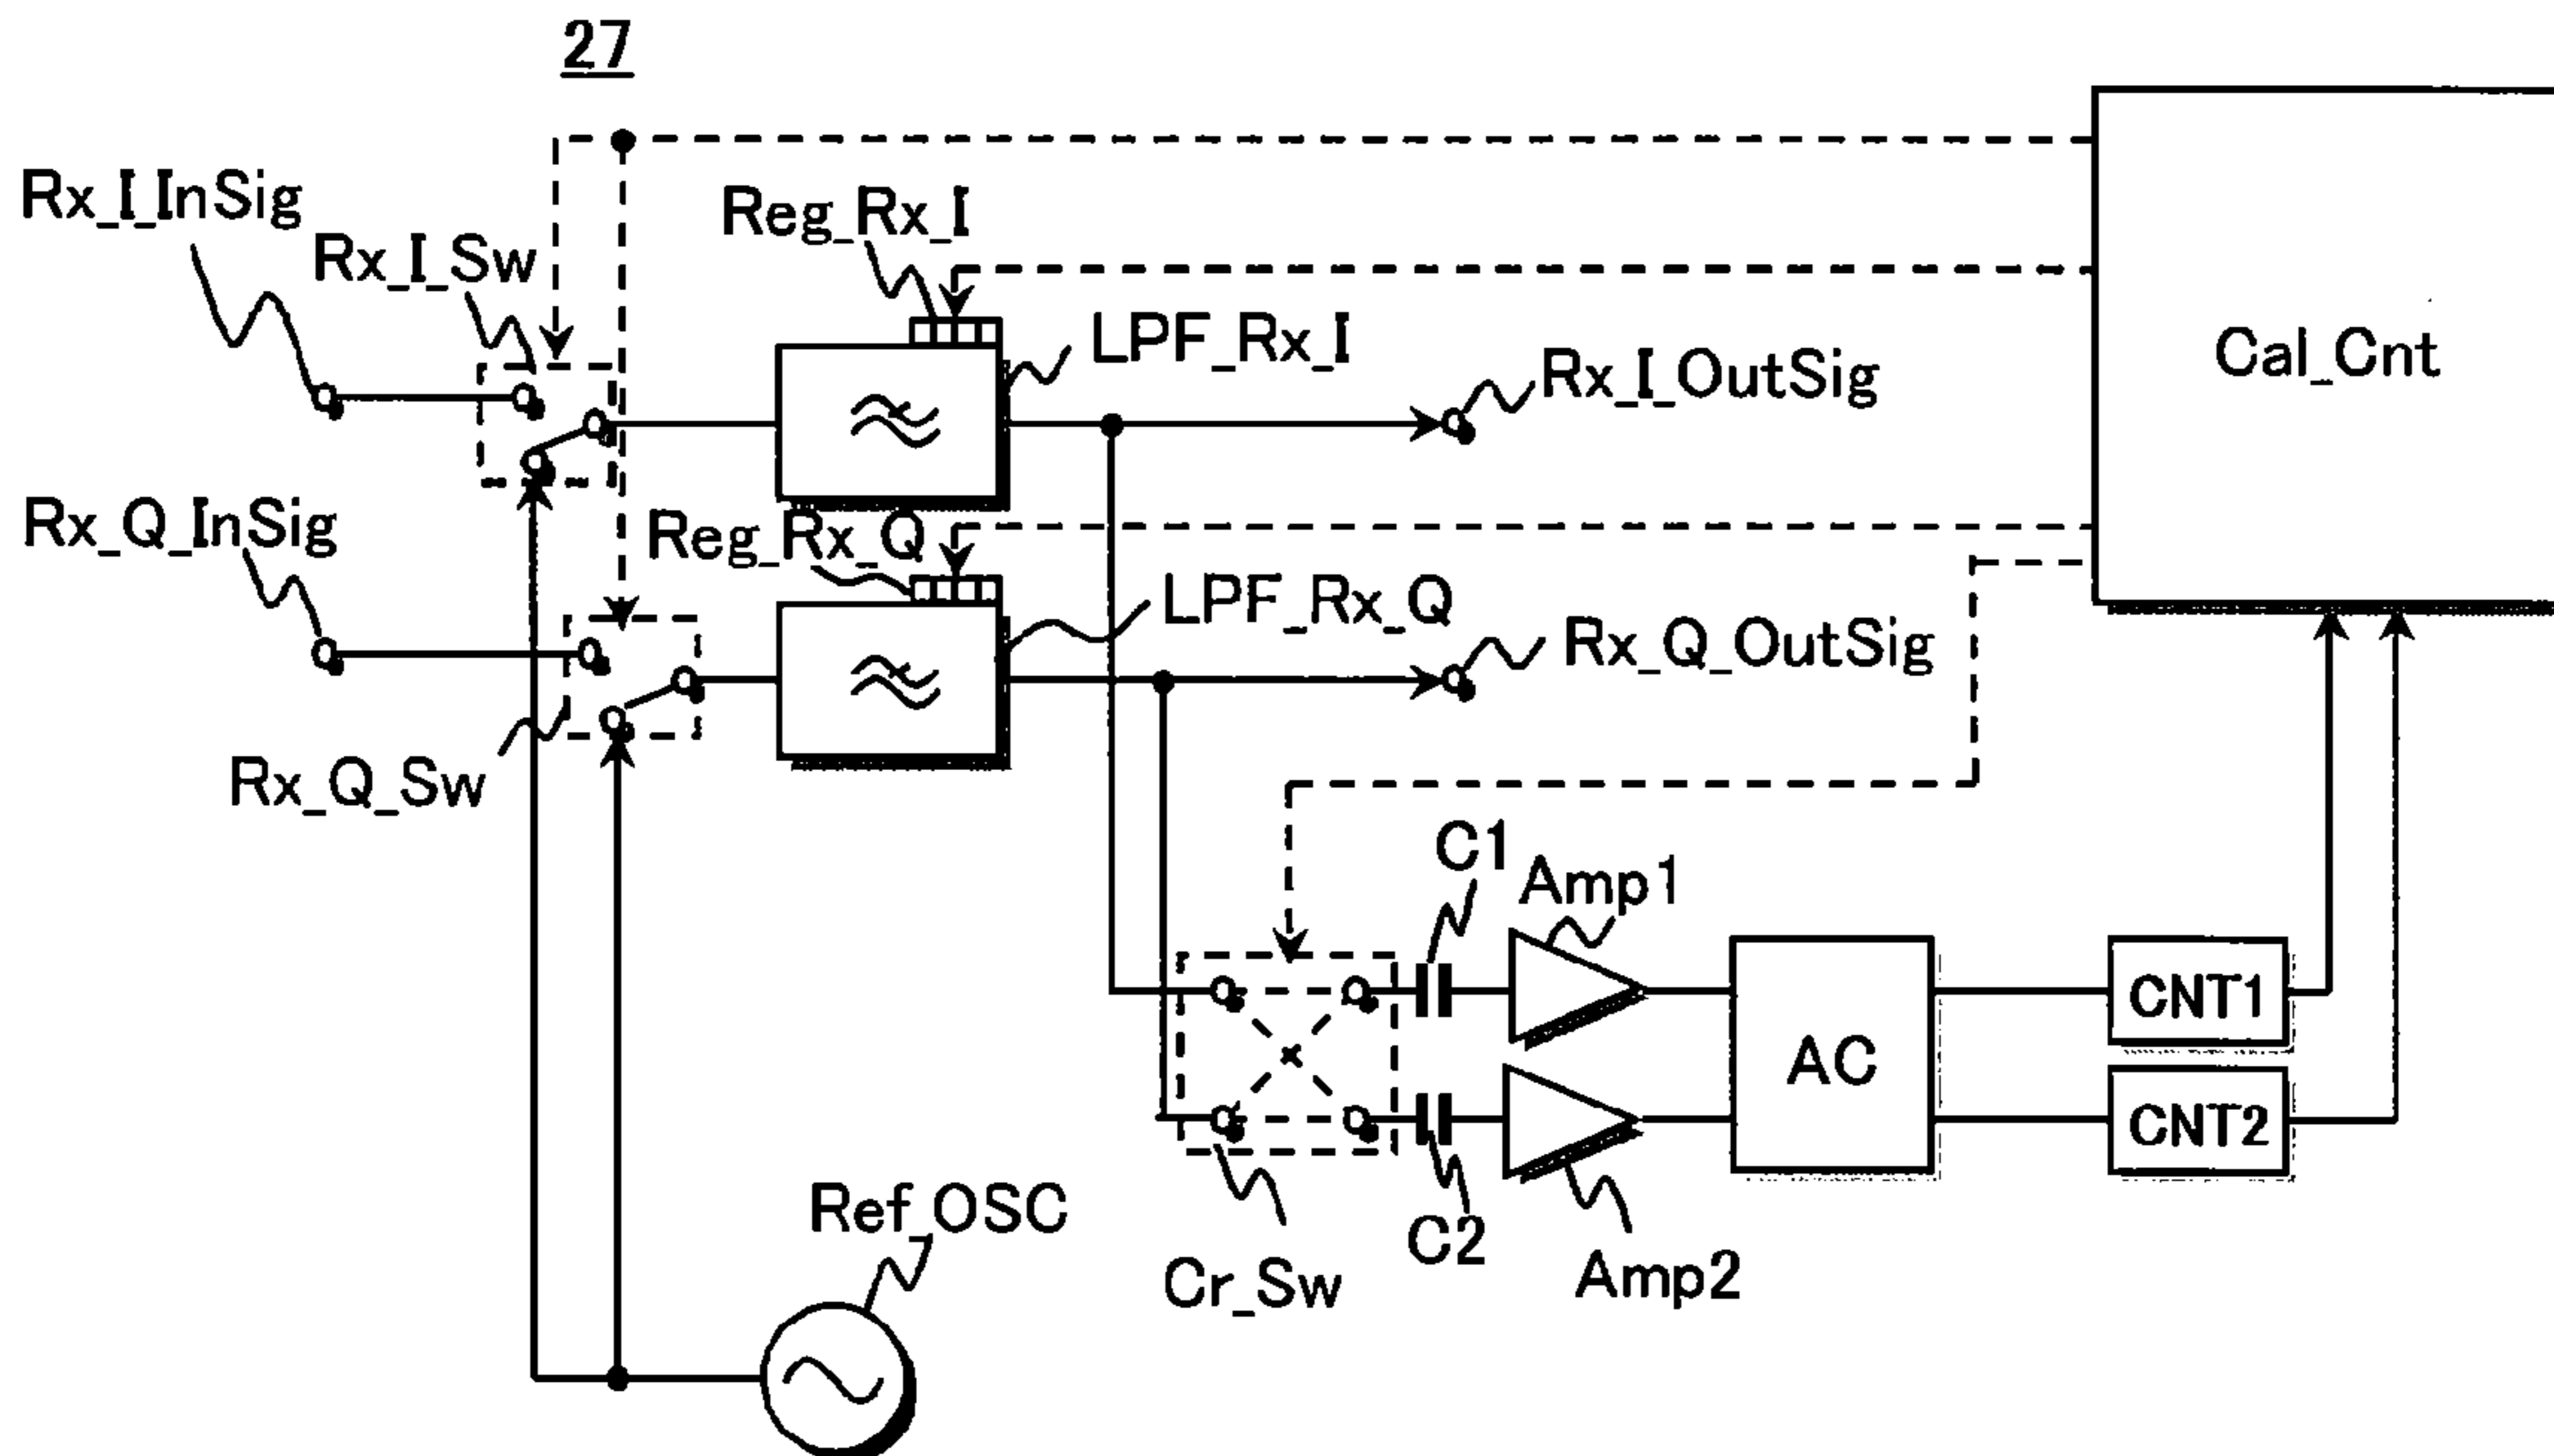 27
Rx_I_InSig
Rx_I_Sw
Reg_Rx_I
LPF_Rx_I
Rx_I_OutSig
Cal_Cnt
Rx_Q_InSig
Reg_Rx_Q
LPF_Rx_Q
Rx_Q_OutSig
Rx_Q_Sw
C1
Amp1
AC
CNT1
CNT2
Ref_OSC
Cr_Sw
C2
Amp2